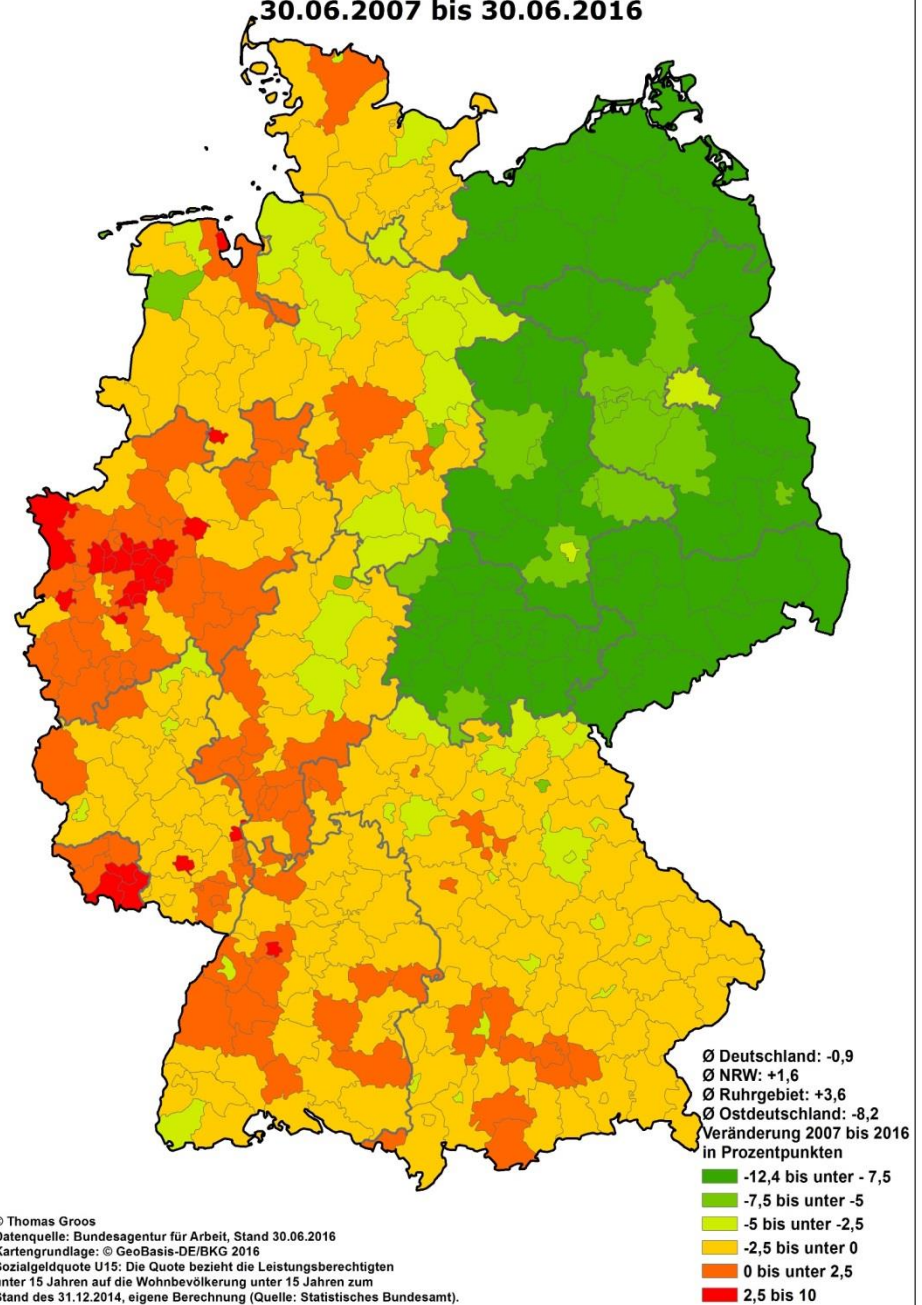 30.06.2007 bis 30.06.2016
Ø Deutschland: -0,9
Ø NRW: +1,6
Ø Ruhrgebiet: +3,6
Ø Ostdeutschland: -8,2
Veränderung 2007 bis 2016
in Prozentpunkten
-12,4 bis unter - 7,5
-7,5 bis unter -5
-5 bis unter -2,5
-2,5 bis unter 0
0 bis unter 2,5
2,5 bis 10
© Thomas Groos
Datenquelle: Bundesagentur für Arbeit, Stand 30.06.2016
Kartengrundlage: © GeoBasis-DE/BKG 2016
Sozialgeldquote U15: Die Quote bezieht die Leistungsberechtigten
unter 15 Jahren auf die Wohnbevölkerung unter 15 Jahren zum
Stand des 31.12.2014, eigene Berechnung (Quelle: Statistisches Bundesamt).